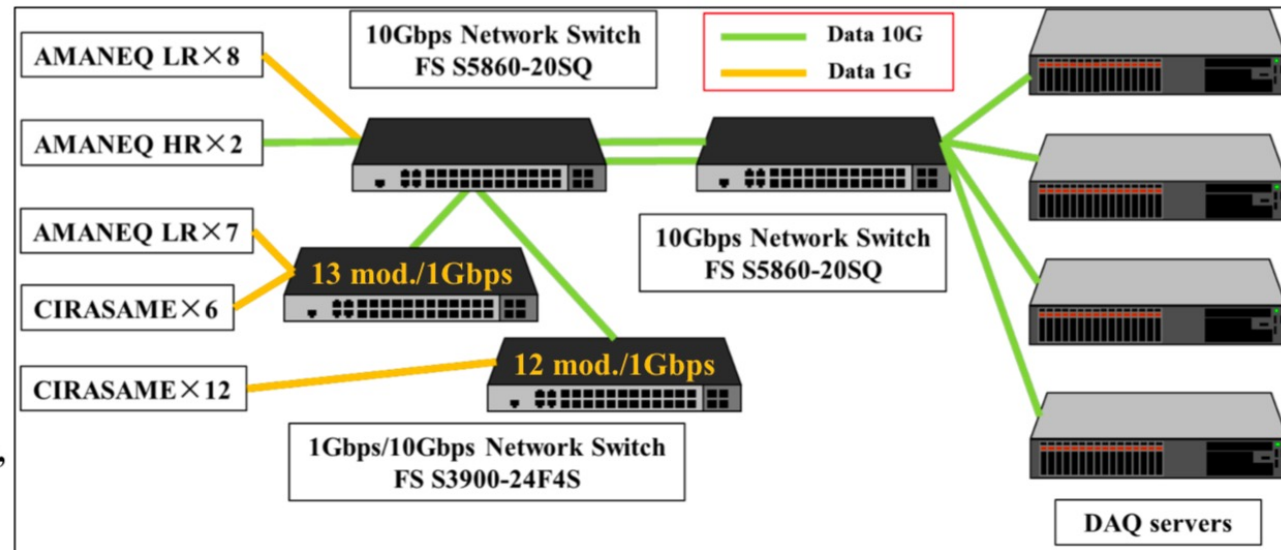 AMANEQ LR×8
10Gbps Network Switch
FS S5860-20SQ
Data 10G
Data 1G
AMANEQ HR×2
AMANEQ LR×7
13 mod./1Gbps
10Gbps Network Switch
FS S5860-20SQ
CIRASAME×6
12 mod./1Gbps
CIRASAME×12
1Gbps/10Gbps Network Switch
FS S3900-24F4S
,
DAQ servers